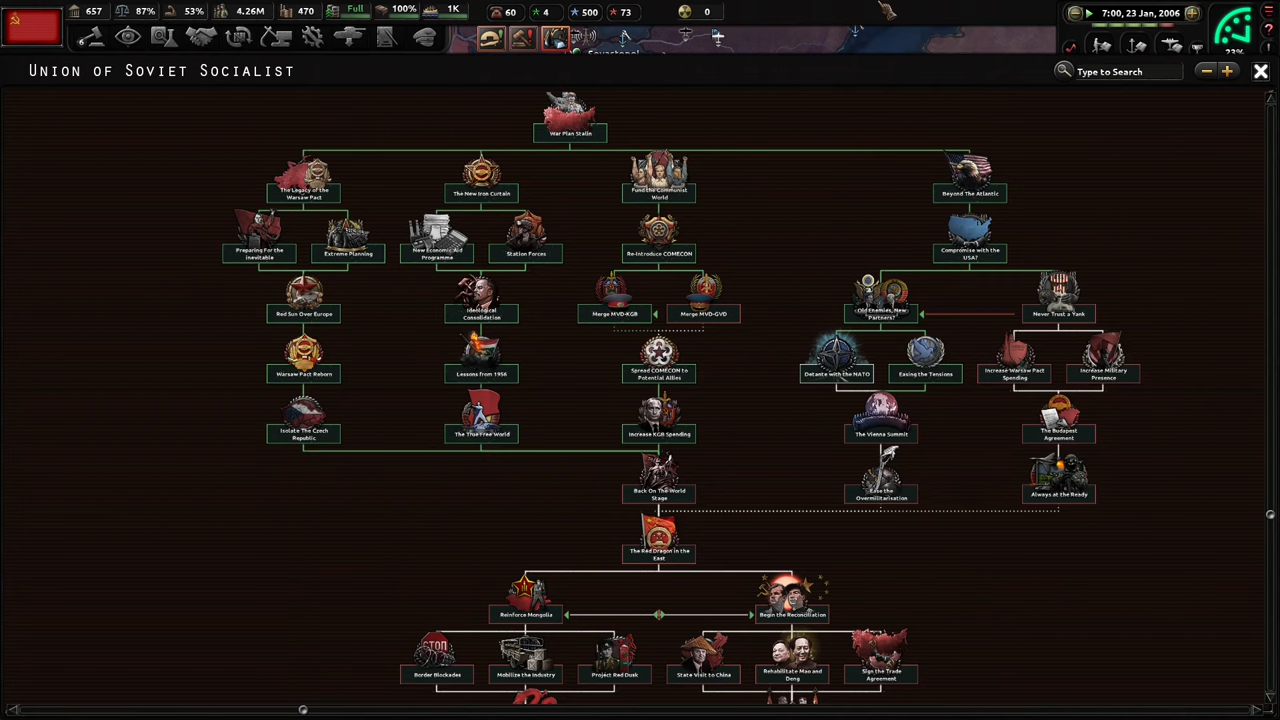 657
87%
53%
4.26M
470
Full
100%
1K
60
4
500
73
0
7:00, 23 Jan, 2006
23%
Union of Soviet Socialist
Type to Search
War Plan Stalin
The Legacy of the
Warsaw Pact
The New Iron Curtain
Fund the Communist
World
Beyond The Atlantic
Preparing For the
Inevitable
Extreme Planning
New Economic Aid
Programme
Station Forces
Re-Introduce COMECON
Compromise with the
USA?
Red Sun Over Europe
Ideological
Consolidation
Merge MVD-KGB
Merge MVD-GVD
Old Enemies, New
Partners?
Never Trust a Yank
Warsaw Pact Reborn
Lessons from 1956
Spread COMECON to
Potential Allies
Detante with the NATO
Easing the Tensions
Increase Warsaw Pact
Spending
Increase Military
Presence
Isolate The Czech
Republic
The True Free World
Increase KGB Spending
The Vienna Summit
The Budapest
Agreement
Back On The World
Stage
Ease the
Overmilitarisation
Always at the Ready
The Red Dragon in the
East
Reinforce Mongolia
Begin the Reconciliation
STOP
Border Blockades
Mobilize the Industry
Project Red Dusk
State Visit to China
Rehabilitate Mao and
Deng
Sign the Trade
Agreement